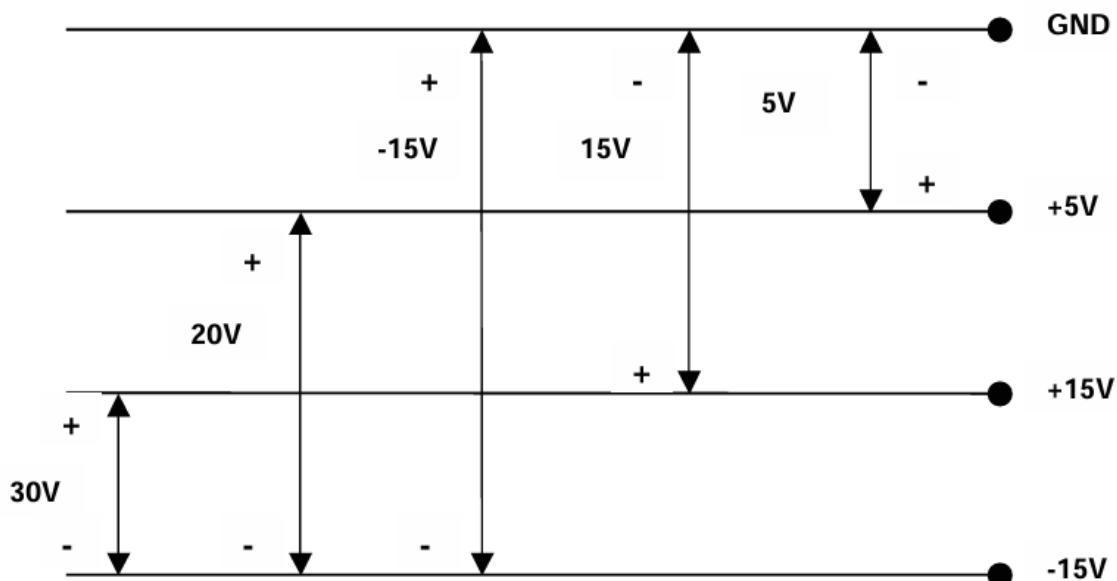 GND
+ - 5V -
-15V 15V
+
+5V
+
20V
+
+15V
+
30V
- - -
-15V